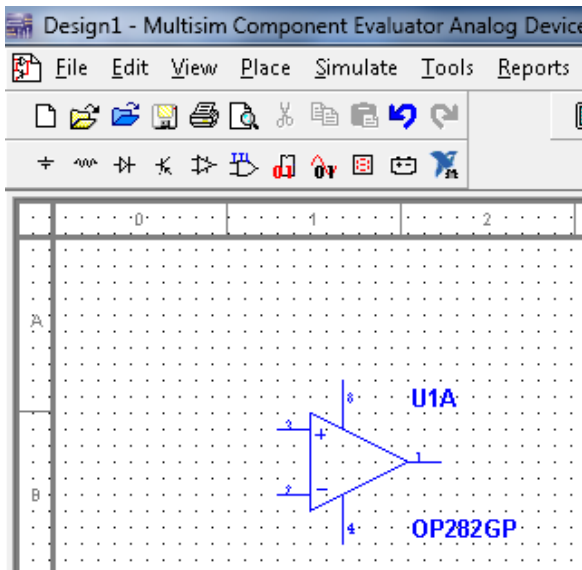 Design1 - Multisim Component Evaluator Analog Device
File Edit View Place Simulate Tools Reports
0 1 2
A
8 U1A
3
+
1
B 2
−
4 OP282GP